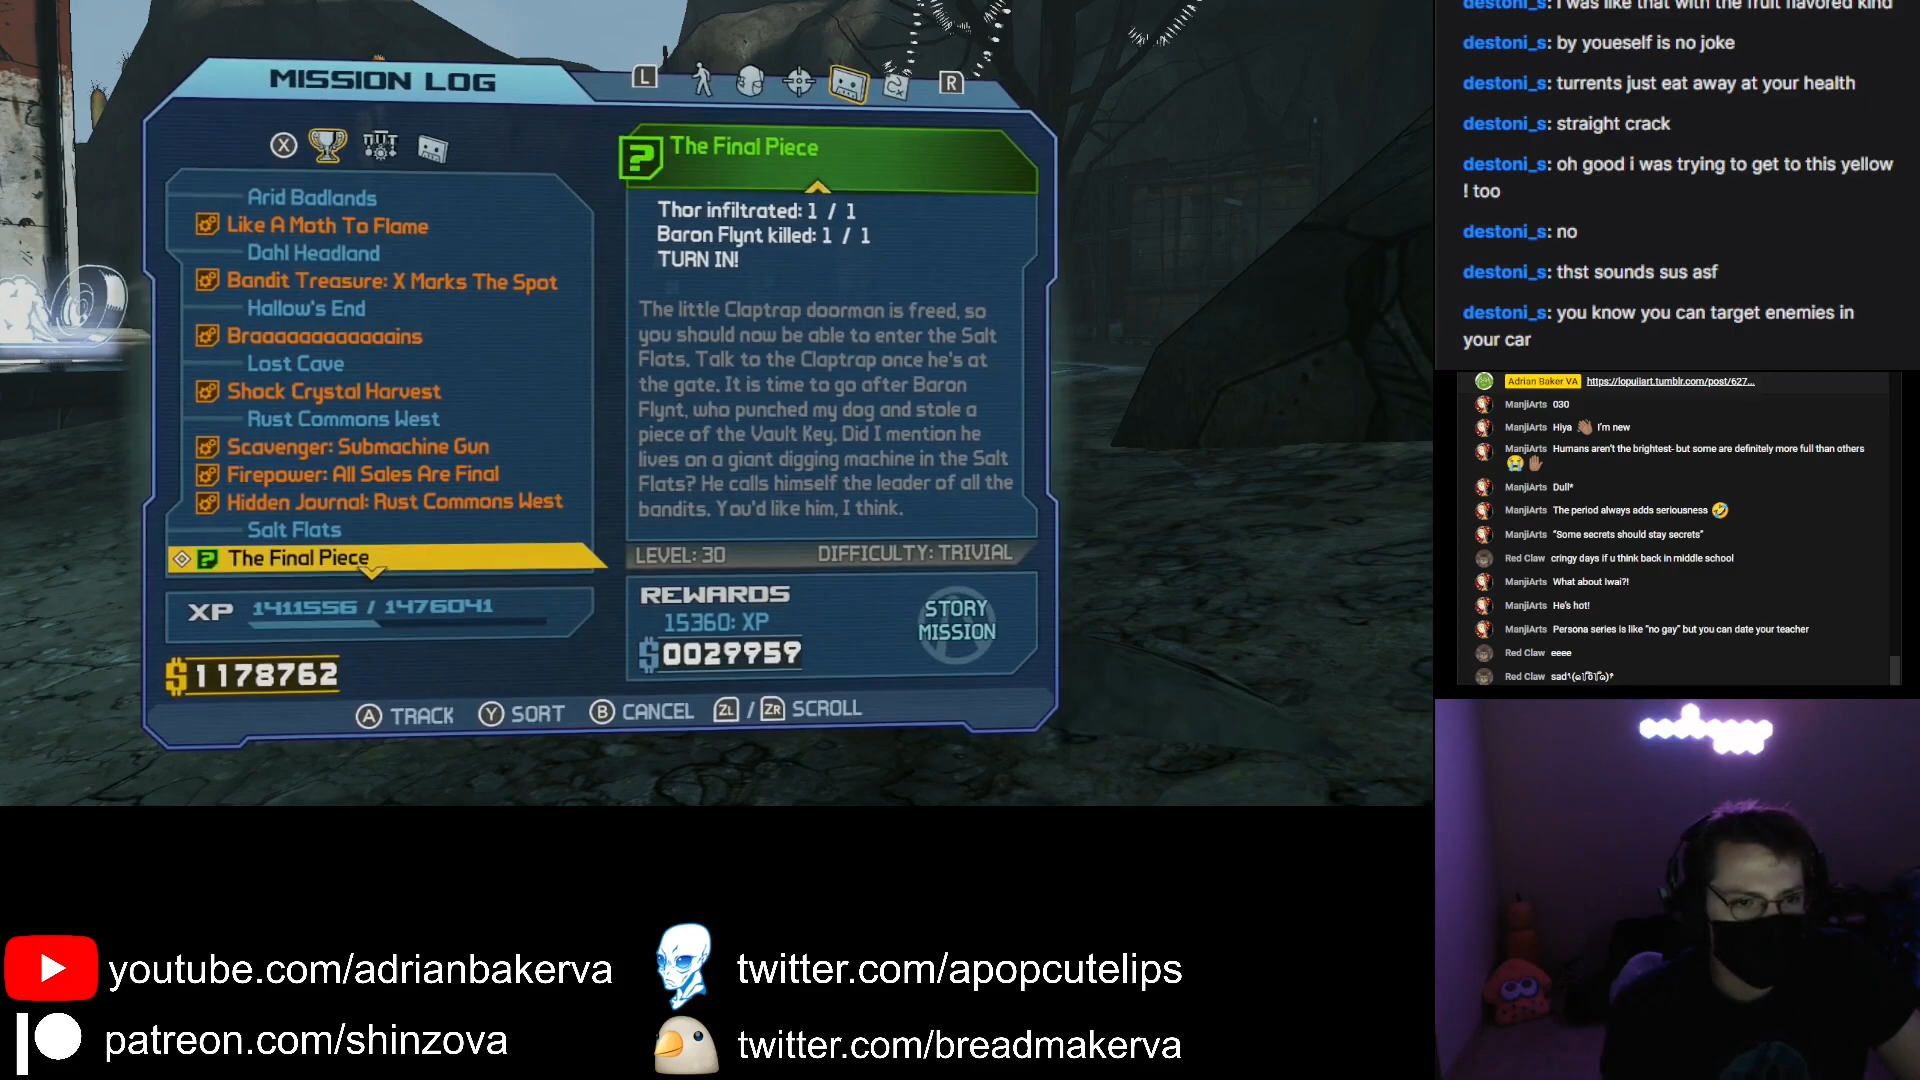 MISSION LOG
L
R
X
Arid Badlands
Like A Moth To Flame
Dahl Headland
Bandit Treasure: X Marks The Spot
Hallow's End
Braaaaaaaaaaaains
Lost Cave
Shock Crystal Harvest
Rust Commons West
Scavenger: Submachine Gun
Firepower: All Sales Are Final
Hidden Journal: Rust Commons West
Salt Flats
? The Final Piece
XP 1411556 / 1476041
$1178762
? The Final Piece
Thor infiltrated: 1 / 1
Baron Flynt killed: 1 / 1
TURN IN!
The little Claptrap doorman is freed, so
you should now be able to enter the Salt
Flats. Talk to the Claptrap once he's at
the gate. It is time to go after Baron
Flynt, who punched my dog and stole a
piece of the Vault Key. Did I mention he
lives on a giant digging machine in the Salt
Flats? He calls himself the leader of all the
bandits. You'd like him, I think.
LEVEL: 30 DIFFICULTY: TRIVIAL
REWARDS
15360: XP
$0029959
STORY
MISSION
A TRACK Y SORT B CANCEL ZL / ZR SCROLL
destoni_s: I was like that with the fruit flavored kind
destoni_s: by youeself is no joke
destoni_s: turrents just eat away at your health
destoni_s: straight crack
destoni_s: oh good i was trying to get to this yellow
! too
destoni_s: no
destoni_s: thst sounds sus asf
destoni_s: you know you can target enemies in
your car
Adrian Baker VA https://lopuliart.tumblr.com/post/627...
ManjiArts 030
ManjiArts Hiya 👋🏽 I'm new
ManjiArts Humans aren't the brightest- but some are definitely more full than others
😭✋🏽
ManjiArts Dull*
ManjiArts The period always adds seriousness 🤣
ManjiArts "Some secrets should stay secrets"
Red Claw cringy days if u think back in middle school
ManjiArts What about Iwai?!
ManjiArts He's hot!
ManjiArts Persona series is like "no gay" but you can date your teacher
Red Claw eeee
Red Claw sad
youtube.com/adrianbakerva
twitter.com/apopcutelips
patreon.com/shinzova
twitter.com/breadmakerva